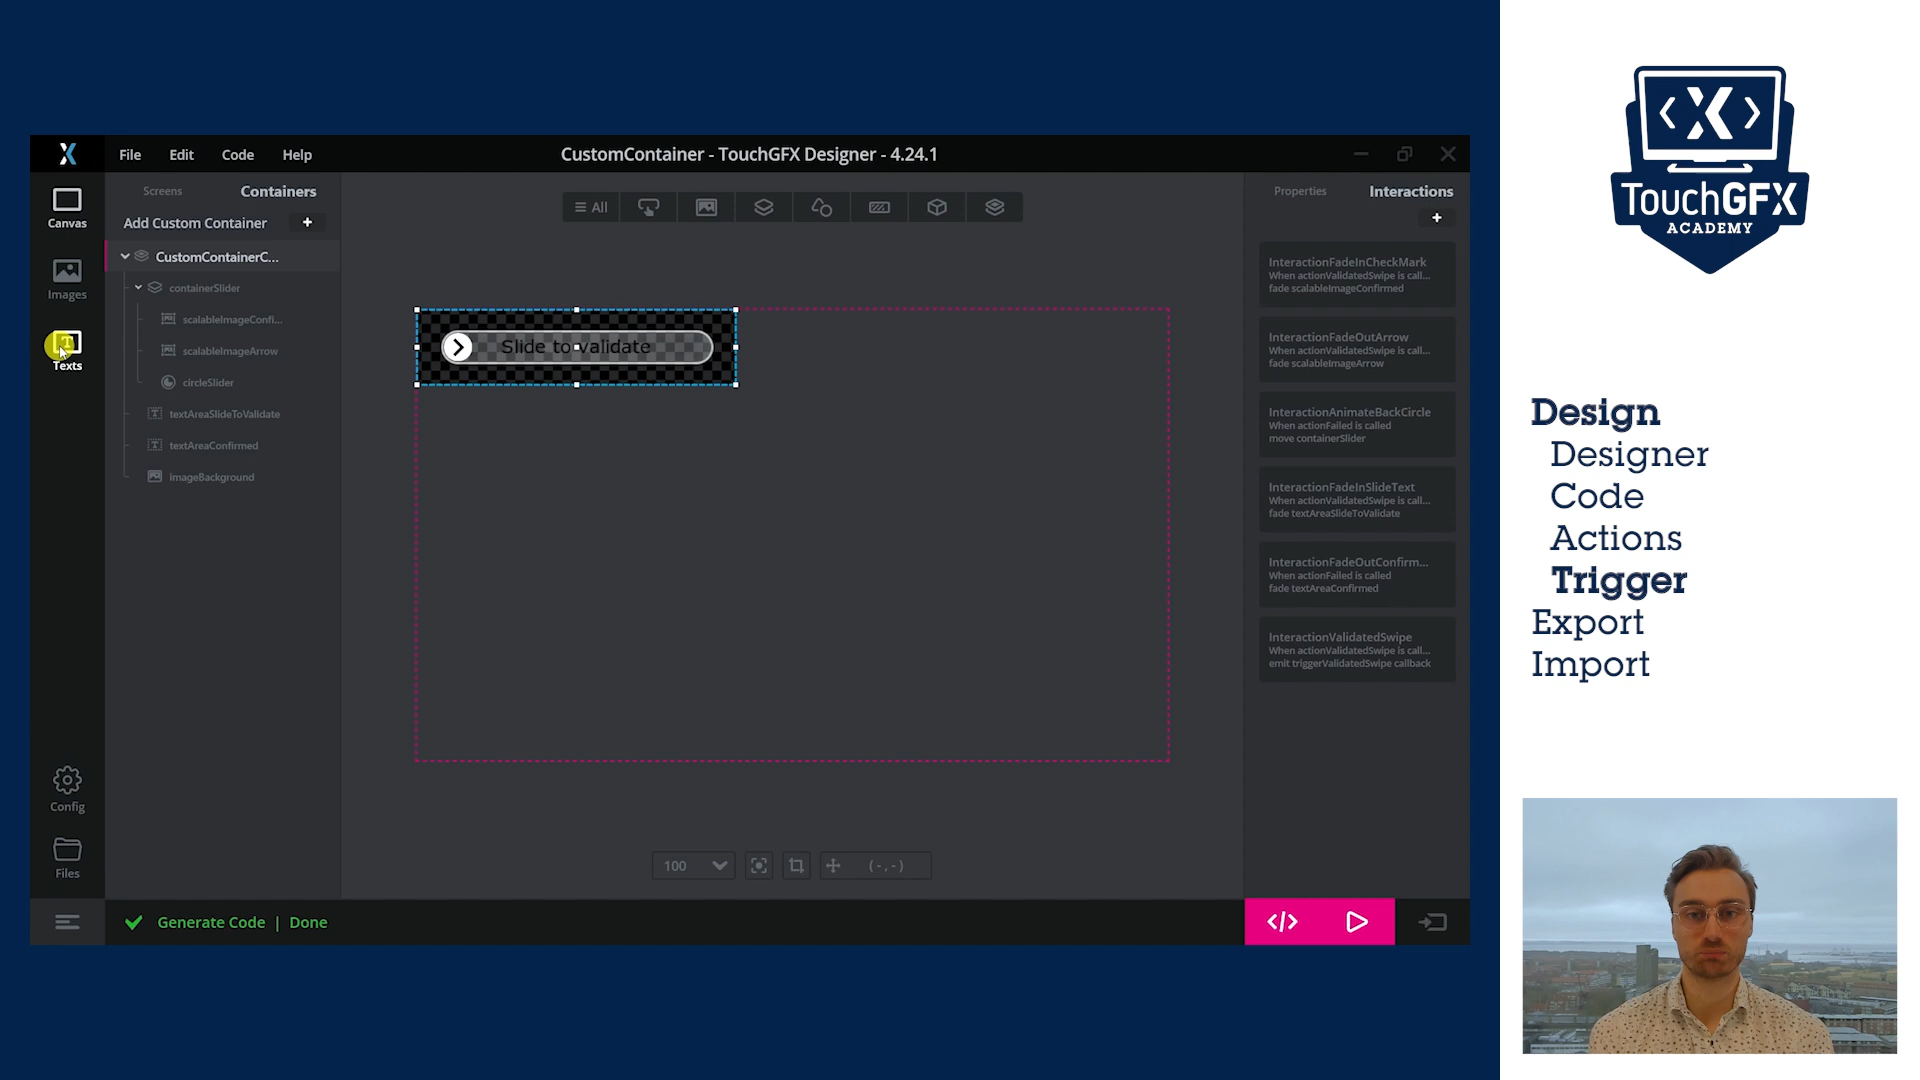 File
Edit
Code
Help
CustomContainer - TouchGFX Designer - 4.24.1
Canvas
Images
Texts
Config
Files
Screens
Containers
Add Custom Container
+
CustomContainerC...
containerSlider
scalableImageConfi...
scalableImageArrow
circleSlider
textAreaSlideToValidate
textAreaConfirmed
imageBackground
All
Slide to validate
100
(-,-)
Properties
Interactions
+
InteractionFadeInCheckMark
When actionValidatedSwipe is call...
fade scalableImageConfirmed
InteractionFadeOutArrow
When actionValidatedSwipe is call...
fade scalableImageArrow
InteractionAnimateBackCircle
When actionFailed is called
move containerSlider
InteractionFadeInSlideText
When actionValidatedSwipe is call...
fade textAreaSlideToValidate
InteractionFadeOutConfirm...
When actionFailed is called
fade textAreaConfirmed
InteractionValidatedSwipe
When actionValidatedSwipe is call...
emit triggerValidatedSwipe callback
Generate Code | Done
TouchGFX
ACADEMY
Design
Designer
Code
Actions
Trigger
Export
Import